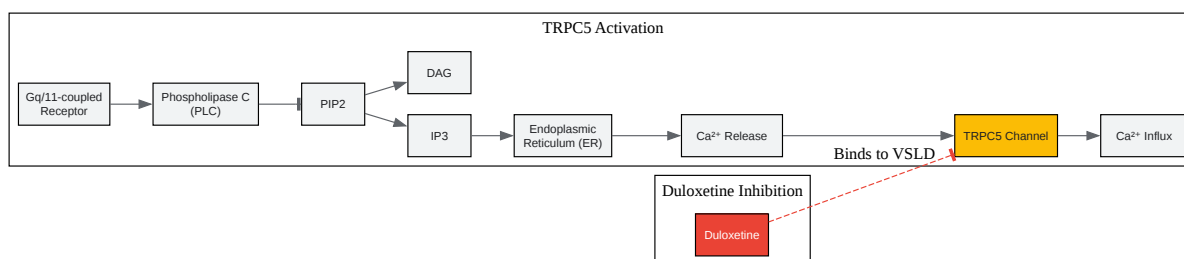 TRPC5 Activation
Gq/11-coupled
Receptor
Phospholipase C
(PLC)
PIP2
DAG
IP3
Endoplasmic
Reticulum (ER)
Ca²⁺ Release
TRPC5 Channel
Ca²⁺ Influx
Binds to VSLD
Duloxetine Inhibition
Duloxetine